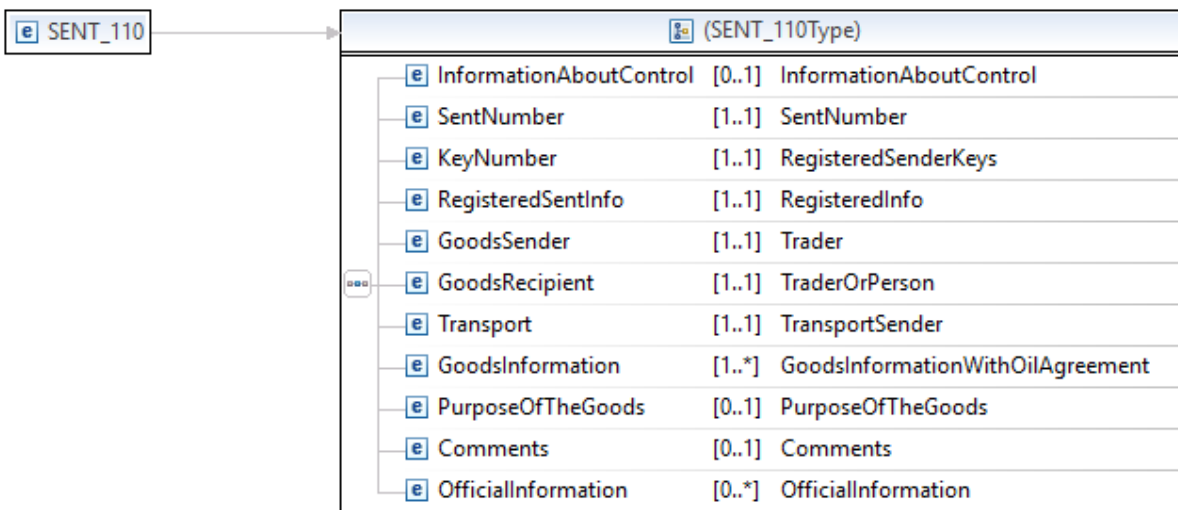 e SENT_110
(SENT_110Type)
e InformationAboutControl [0..1] InformationAboutControl
e SentNumber [1..1] SentNumber
e KeyNumber [1..1] RegisteredSenderKeys
e RegisteredSentInfo [1..1] RegisteredInfo
e GoodsSender [1..1] Trader
e GoodsRecipient [1..1] TraderOrPerson
e Transport [1..1] TransportSender
e GoodsInformation [1..*] GoodsInformationWithOilAgreement
e PurposeOfTheGoods [0..1] PurposeOfTheGoods
e Comments [0..1] Comments
e OfficialInformation [0..*] OfficialInformation